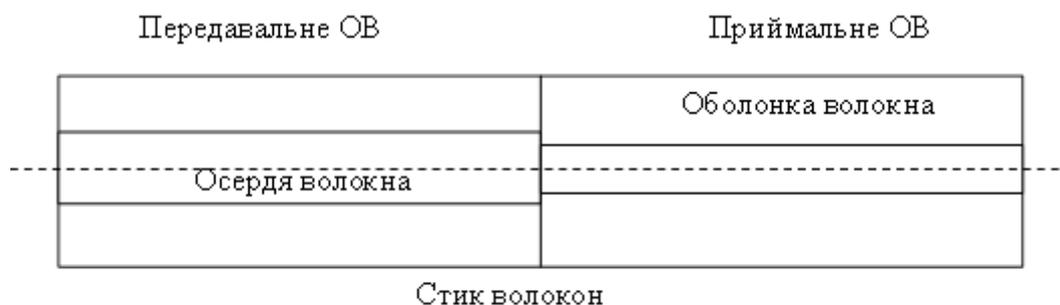 Передавальне ОВ
Приймальне ОВ
Оболонка волокна
Осердя волокна
Стик волокон